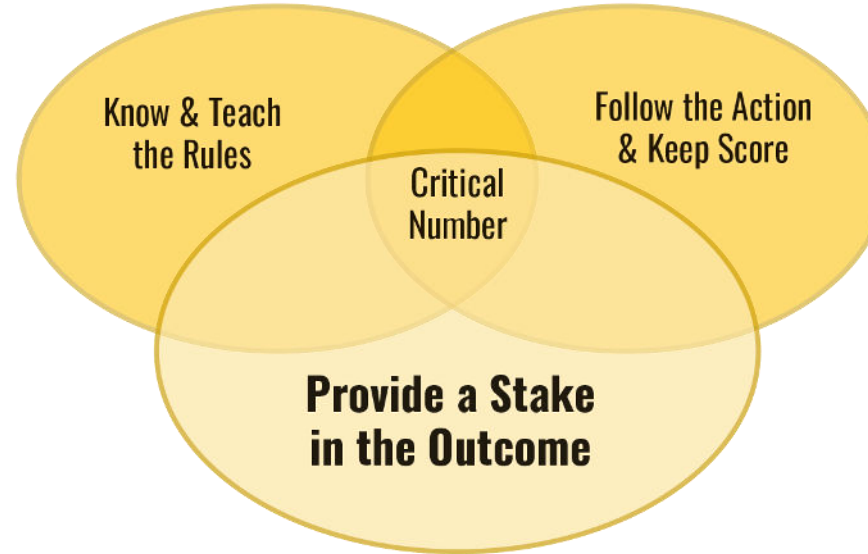 Know & Teach
the Rules
Follow the Action
& Keep Score
Critical
Number
Provide a Stake
in the Outcome